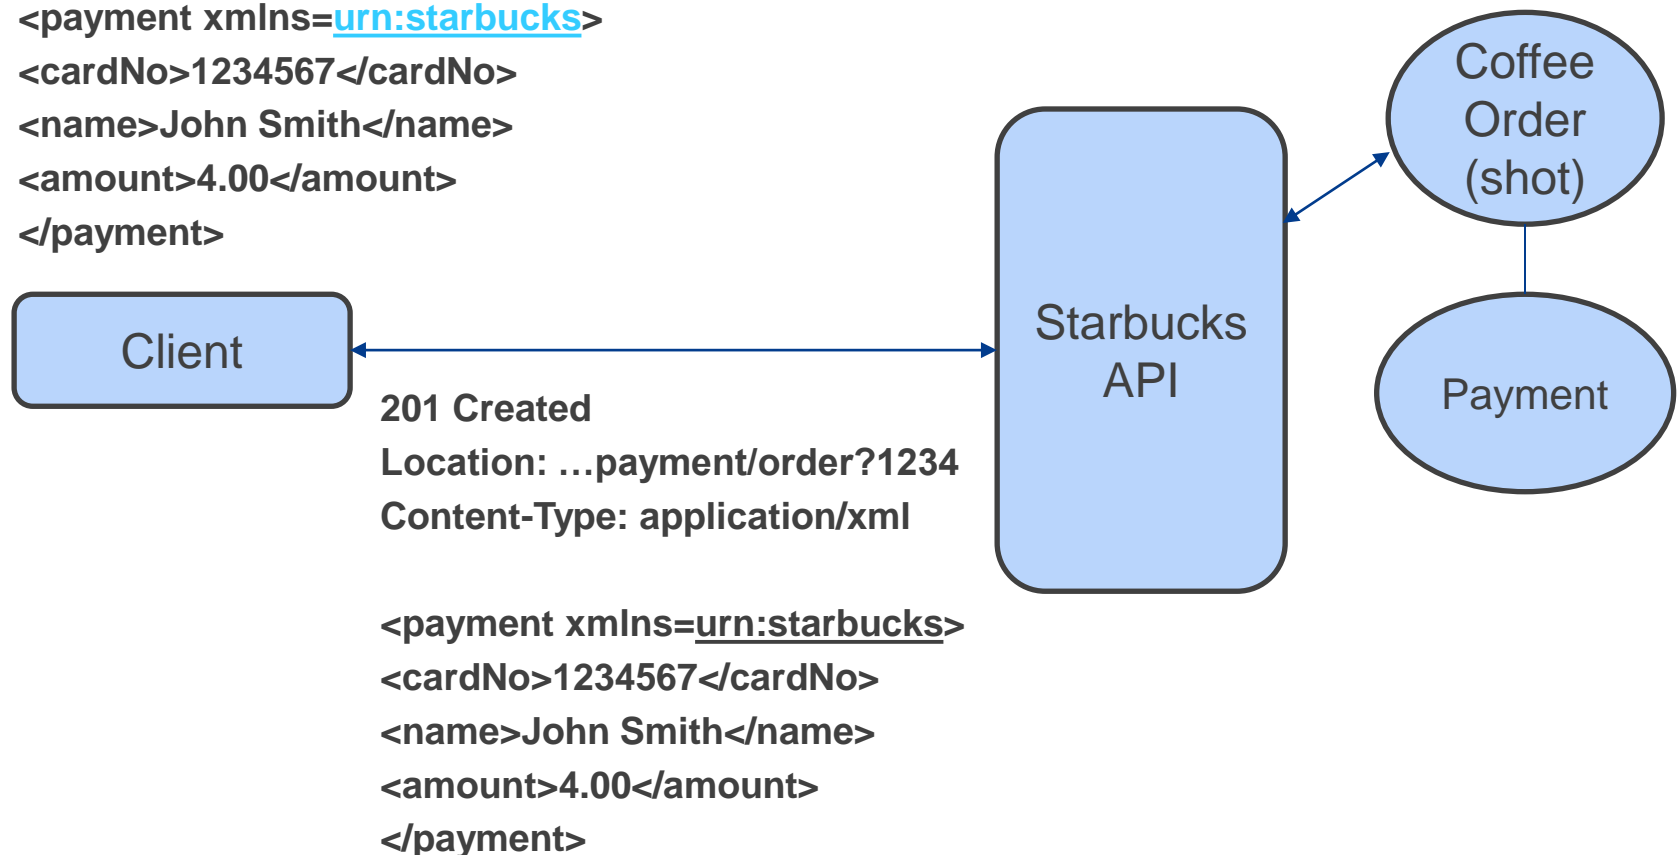 <payment xmlns=urn:starbucks>
<cardNo>1234567</cardNo>
<name>John Smith</name>
<amount>4.00</amount>
</payment>
Client
201 Created
Location: …payment/order?1234
Content-Type: application/xml
<payment xmlns=urn:starbucks>
<cardNo>1234567</cardNo>
<name>John Smith</name>
<amount>4.00</amount>
</payment>
Starbucks
API
Coffee
Order
(shot)
Payment